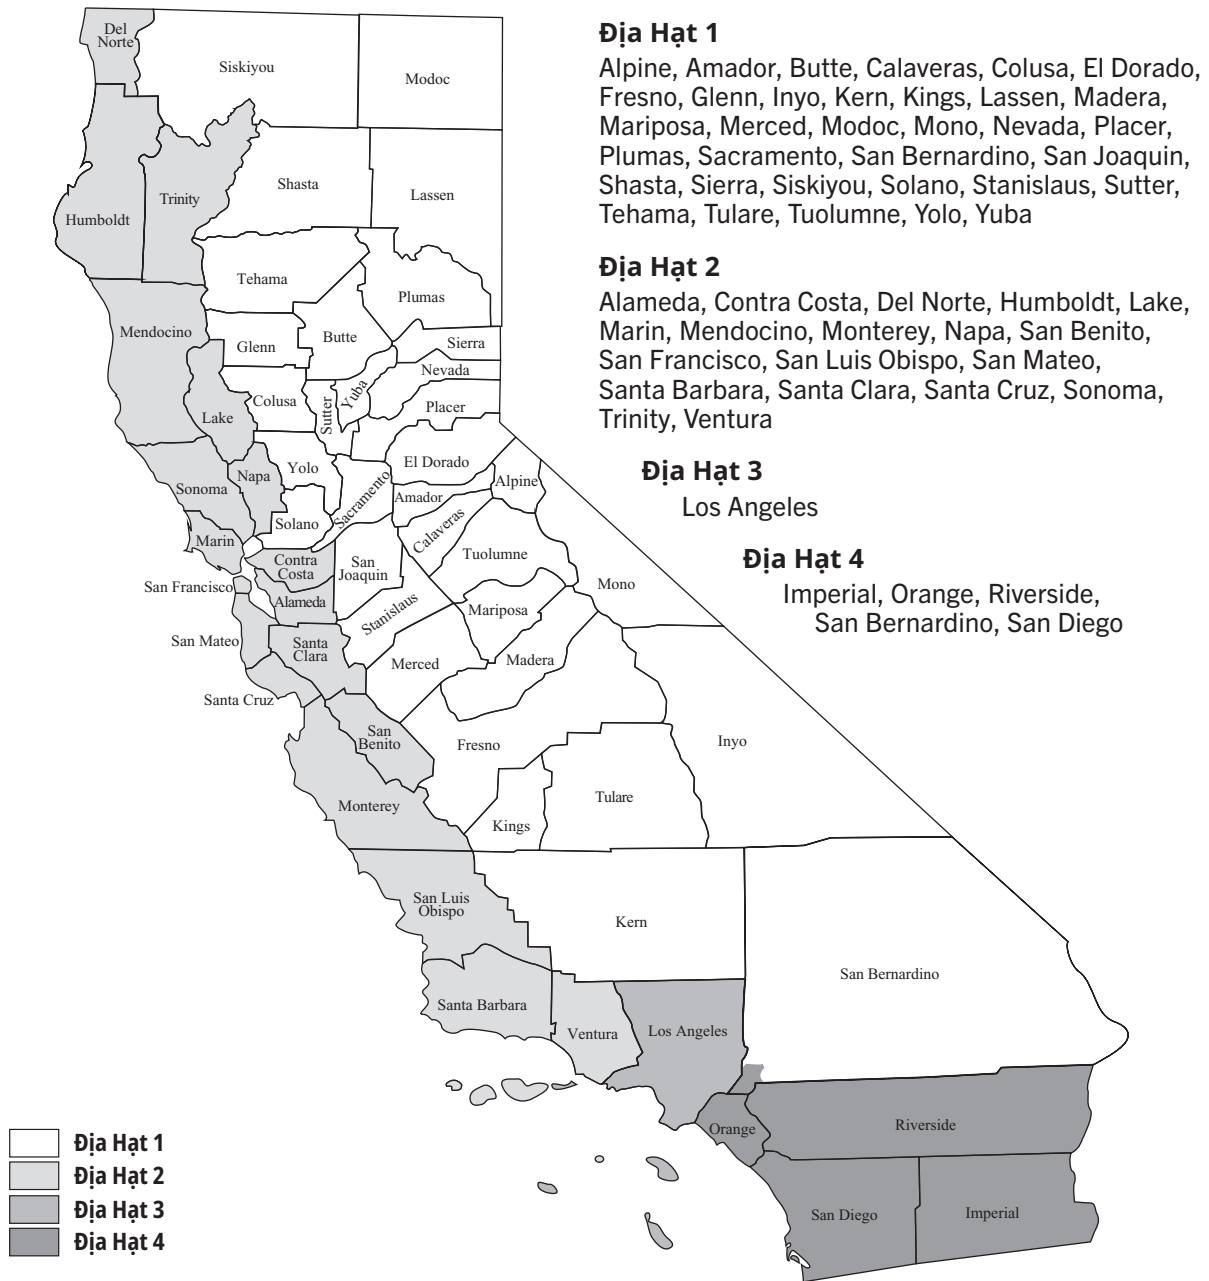 Địa Hạt 1
Alpine, Amador, Butte, Calaveras, Colusa, El Dorado,
Fresno, Glenn, Inyo, Kern, Kings, Lassen, Madera,
Mariposa, Merced, Modoc, Mono, Nevada, Placer,
Plumas, Sacramento, San Bernardino, San Joaquin,
Shasta, Sierra, Siskiyou, Solano, Stanislaus, Sutter,
Tehama, Tulare, Tuolumne, Yolo, Yuba
Địa Hạt 2
Alameda, Contra Costa, Del Norte, Humboldt, Lake,
Marin, Mendocino, Monterey, Napa, San Benito,
San Francisco, San Luis Obispo, San Mateo,
Santa Barbara, Santa Clara, Santa Cruz, Sonoma,
Trinity, Ventura
Địa Hạt 3
Los Angeles
Địa Hạt 4
Imperial, Orange, Riverside,
San Bernardino, San Diego
Del
Norte
Siskiyou
Modoc
Humboldt
Trinity
Shasta
Lassen
Tehama
Plumas
Mendocino
Glenn
Butte
Sierra
Nevada
Lake
Colusa
Sutter
Yuba
Placer
Sonoma
Napa
Yolo
El Dorado
Sacramento
Amador
Alpine
Solano
Calaveras
Marin
Contra
Costa
San
Joaquin
Tuolumne
Mono
San Francisco
Alameda
Stanislaus
Mariposa
San Mateo
Santa
Clara
Merced
Madera
Santa Cruz
San
Benito
Fresno
Inyo
Monterey
Kings
Tulare
San Luis
Obispo
Kern
San Bernardino
Santa Barbara
Ventura
Los Angeles
Orange
Riverside
San Diego
Imperial
Địa Hạt 1
Địa Hạt 2
Địa Hạt 3
Địa Hạt 4